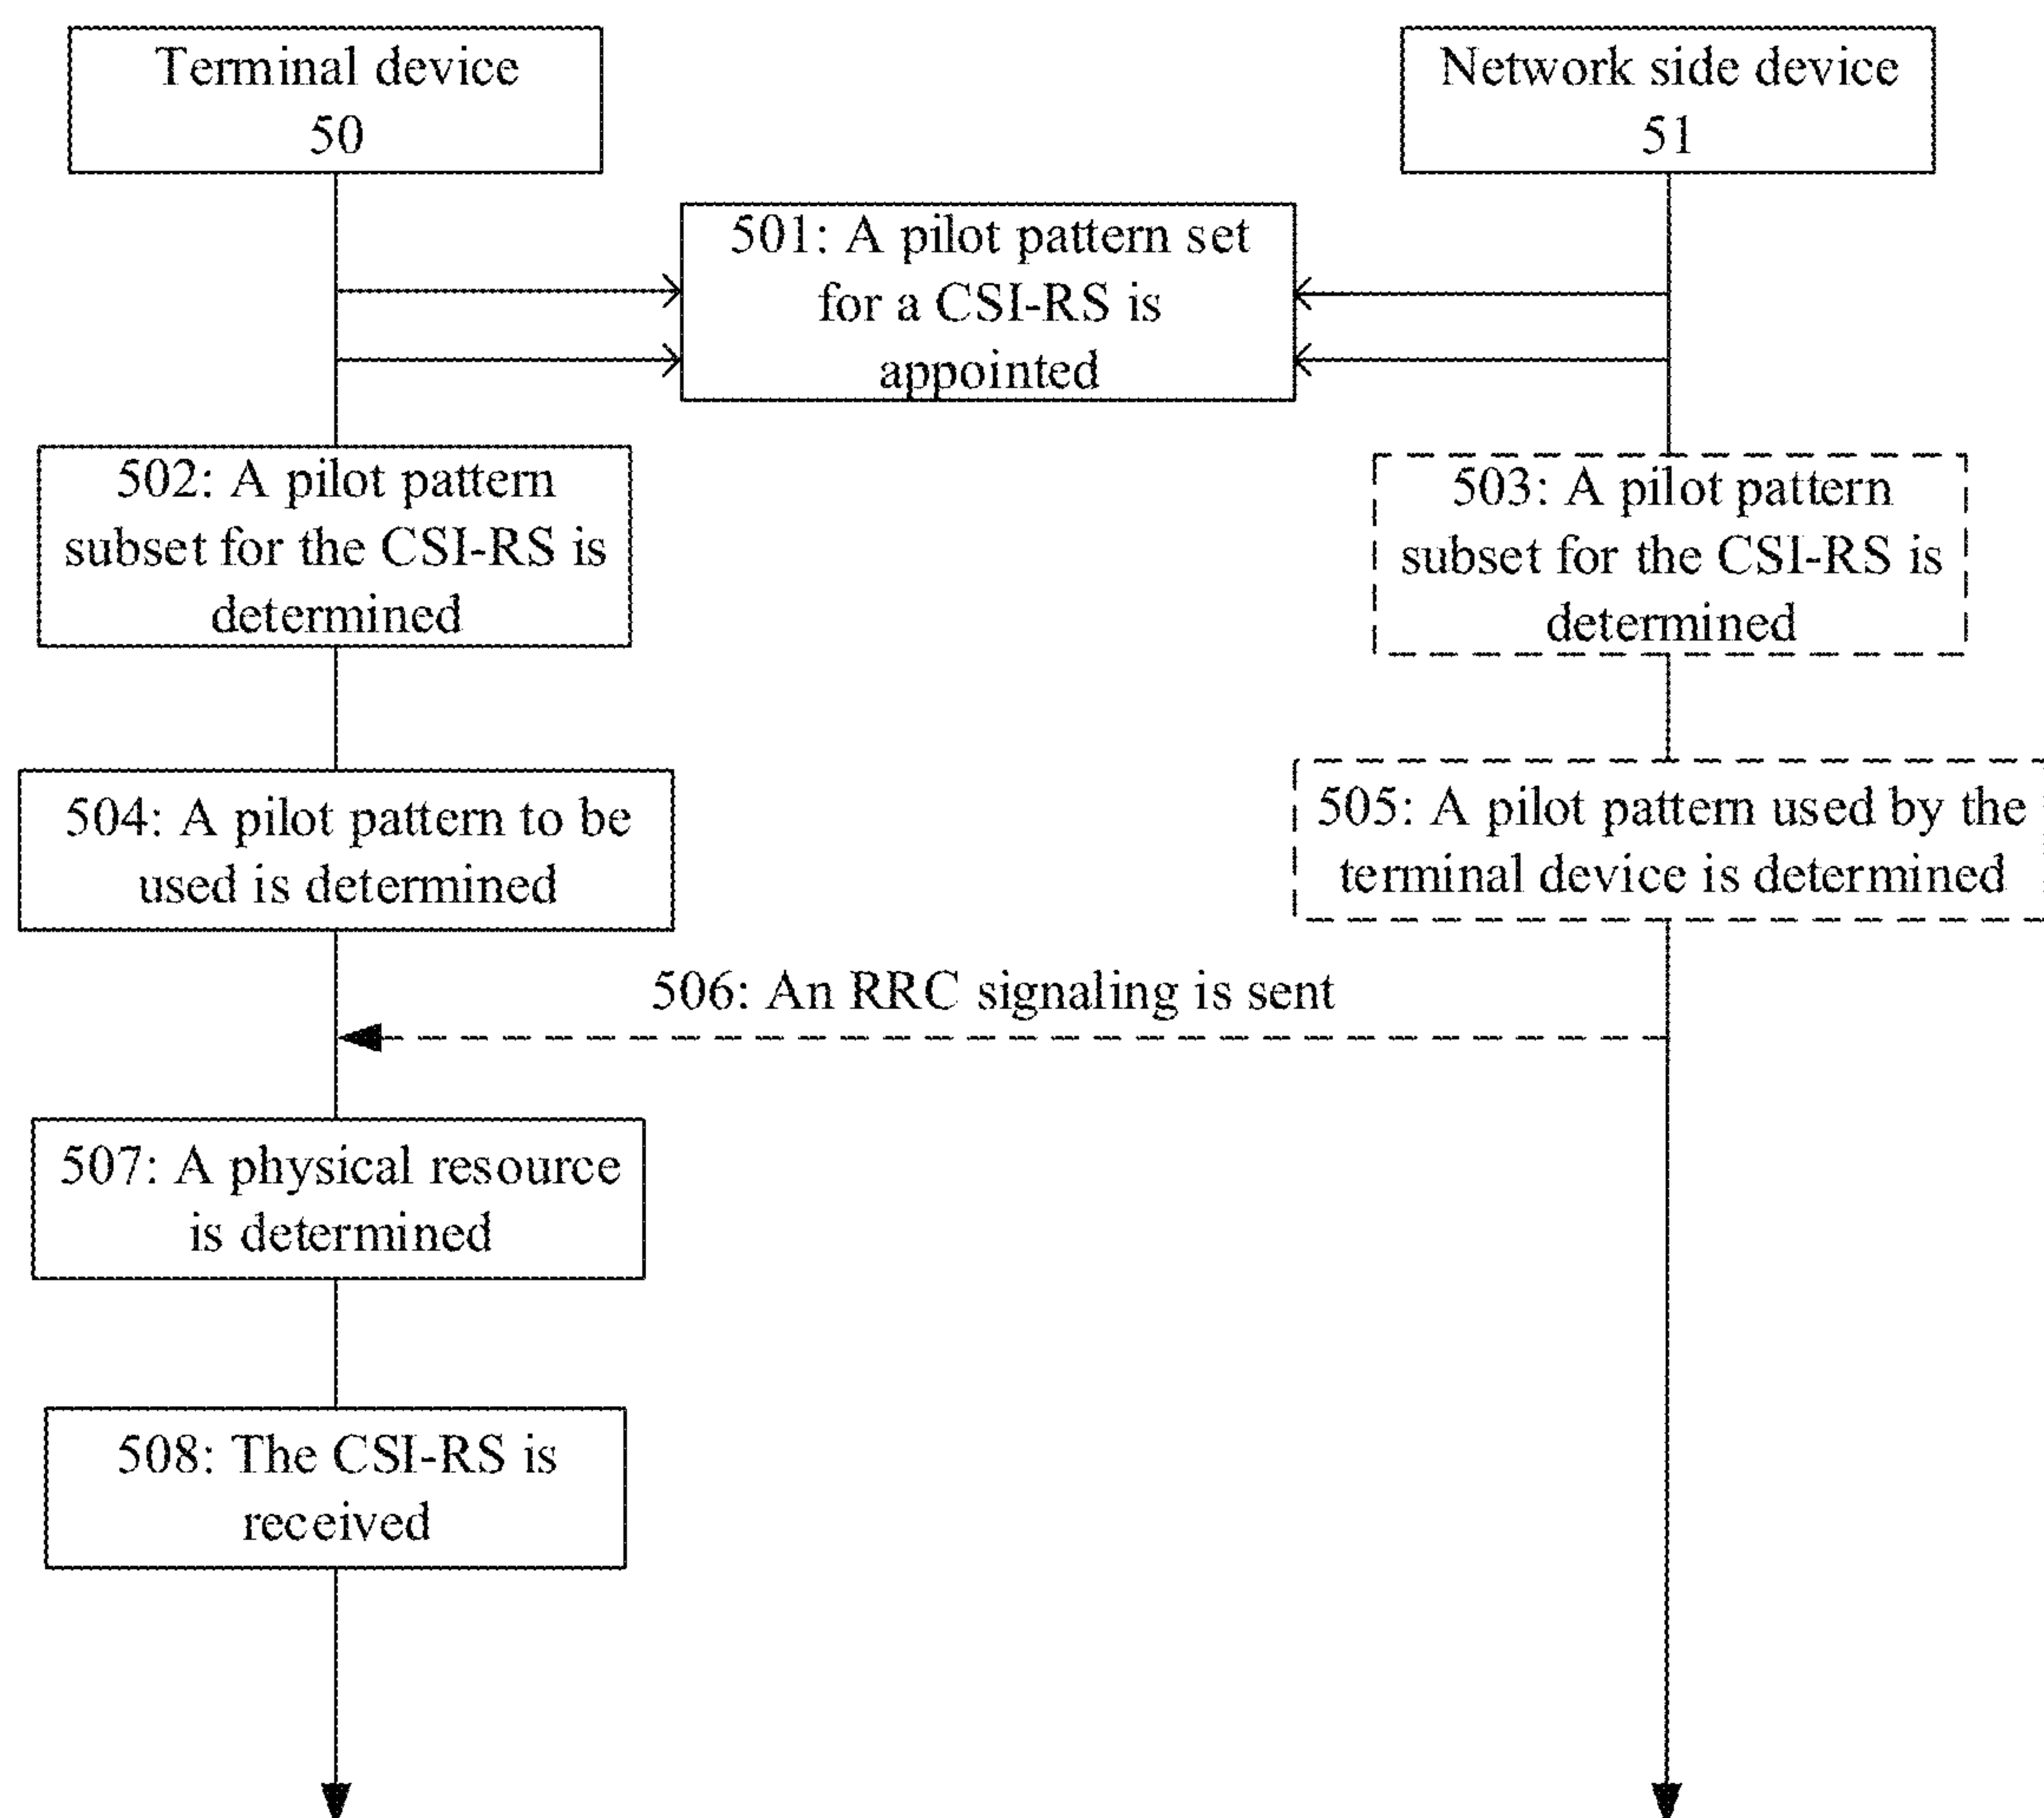 Terminal device
50
Network side device
51
501: A pilot pattern set
for a CSI-RS is
appointed
502: A pilot pattern
subset for the CSI-RS is
determined
503: A pilot pattern
subset for the CSI-RS is
determined
504: A pilot pattern to be
used is determined
505: A pilot pattern used by the
terminal device is determined
506: An RRC signaling is sent
507: A physical resource
is determined
508: The CSI-RS is
received